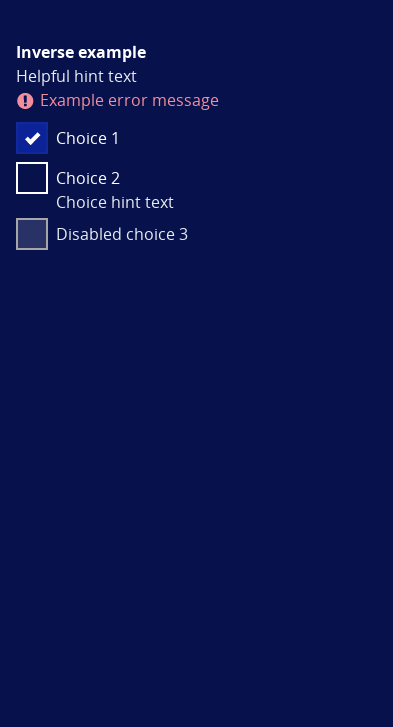 Inverse example
Helpful hint text
Example error message
Choice 1
Choice 2
Choice hint text
Disabled choice 3